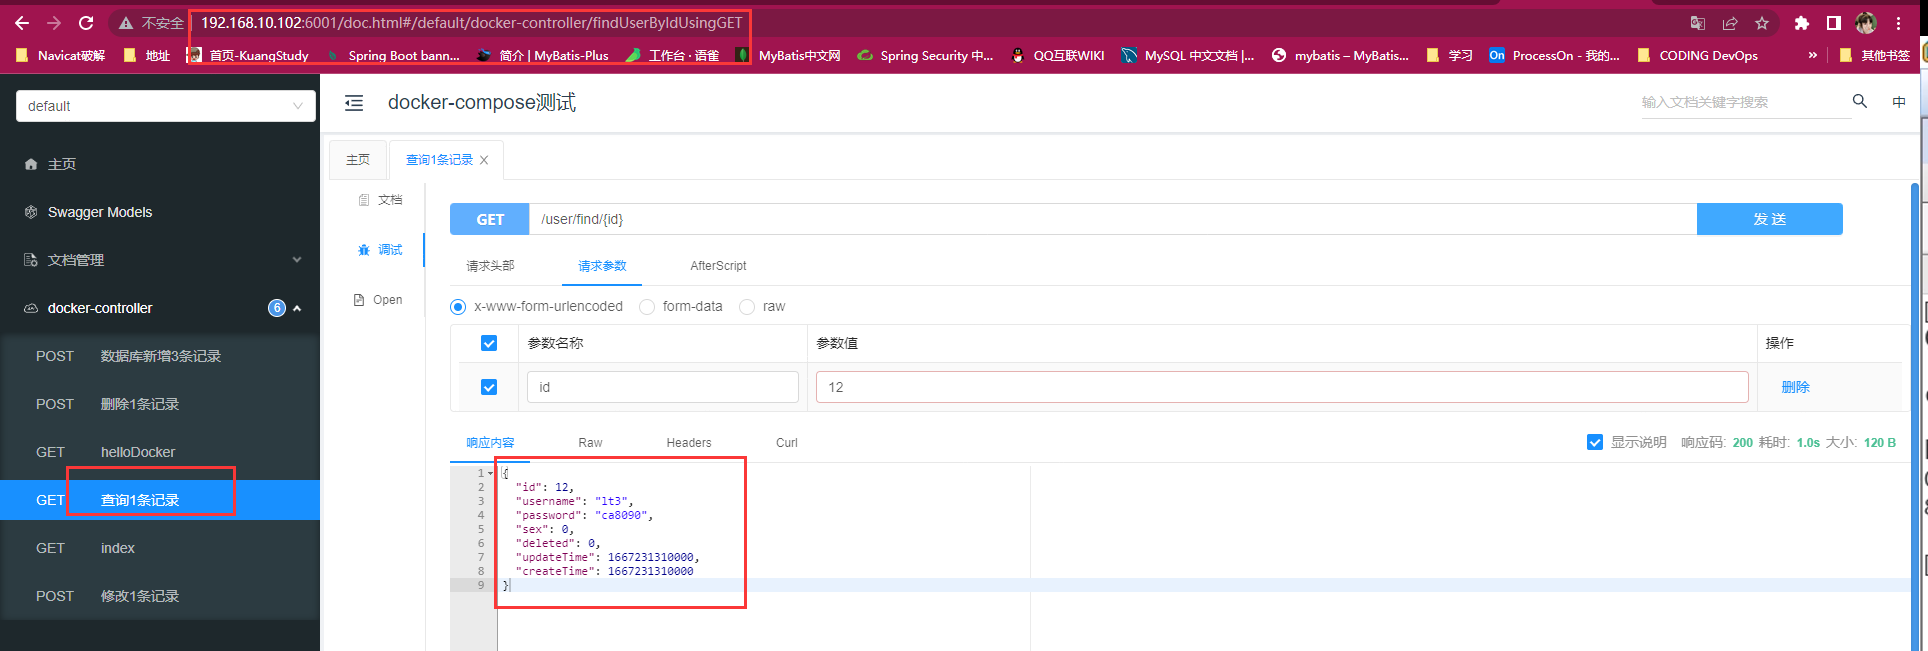 不安全 192.168.10.102:6001/doc.html#/default/docker-controller/findUserByIdUsingGET
Navicat破解 地址 首页-KuangStudy Spring Boot bann... 简介 | MyBatis-Plus 工作台 · 语雀 MyBatis中文网 Spring Security 中... QQ互联WIKI MySQL 中文文档 |... mybatis – MyBatis... 学习 On ProcessOn - 我的... CODING DevOps » 其他书签
default
docker-compose测试
输入文档关键字搜索
中
主页
Swagger Models
文档管理
docker-controller 6
POST 数据库新增3条记录
POST 删除1条记录
GET helloDocker
GET 查询1条记录
GET index
POST 修改1条记录
主页 查询1条记录
文档
调试
Open
GET /user/find/{id} 发 送
请求头部 请求参数 AfterScript
x-www-form-urlencoded form-data raw
参数名称 参数值 操作
id 12 删除
响应内容 Raw Headers Curl
显示说明 响应码: 200 耗时: 1.0s 大小: 120 B
1 {
2 "id": 12,
3 "username": "lt3",
4 "password": "ca8090",
5 "sex": 0,
6 "deleted": 0,
7 "updateTime": 1667231310000,
8 "createTime": 1667231310000
9 }